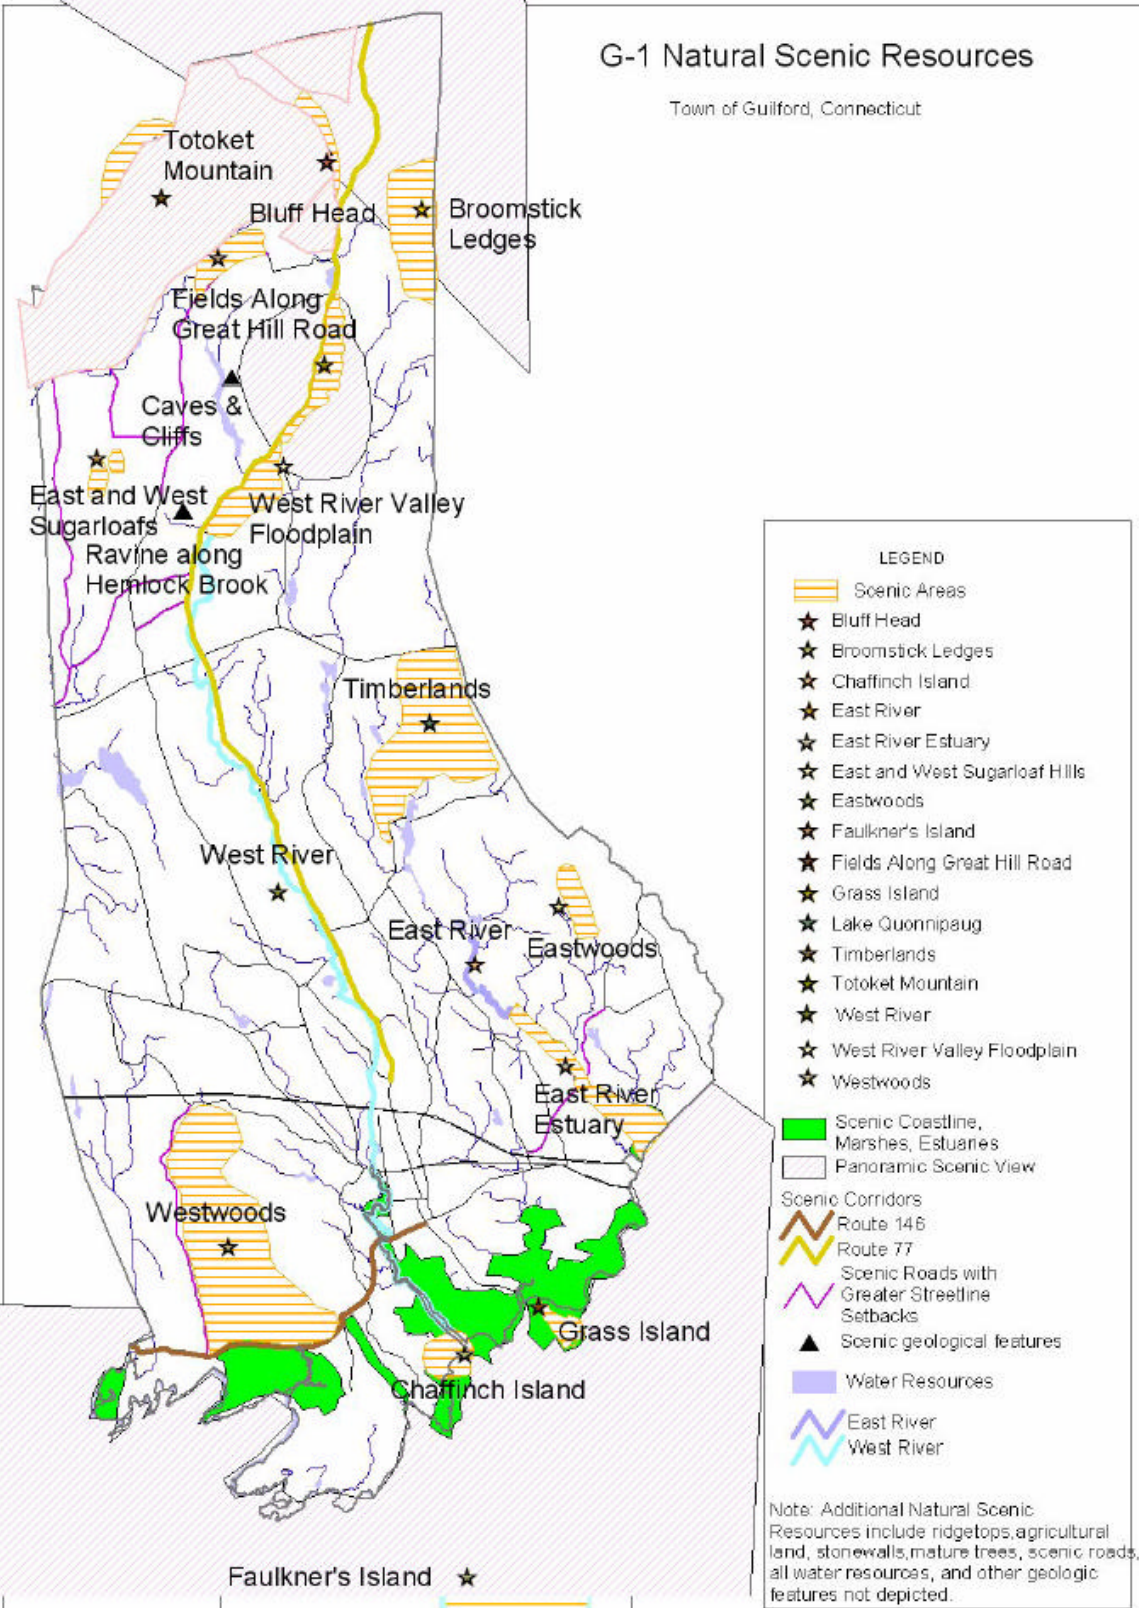 G-1 Natural Scenic Resources
Town of Guilford, Connecticut
Totoket
Mountain
Bluff Head
Broomstick
Ledges
Fields Along
Great Hill Road
Caves &
Cliffs
East and West
Sugarloafs
West River Valley
Floodplain
Ravine along
Hemlock Brook
Timberlands
West River
East River
Eastwoods
East River
Estuary
Westwoods
Grass Island
Chaffinch Island
Faulkner's Island
LEGEND
Scenic Areas
Bluff Head
Broomstick Ledges
Chaffinch Island
East River
East River Estuary
East and West Sugarloaf HIlls
Eastwoods
Faulkner's Island
Fields Along Great Hill Road
Grass Island
Lake Quonnipaug
Timberlands
Totoket Mountain
West River
West River Valley Floodplain
Westwoods
Scenic Coastline,
Marshes, Estuaries
Panoramic Scenic View
Scenic Corridors
Route 146
Route 77
Scenic Roads with
Greater Streetline
Setbacks
Scenic geological features
Water Resources
East River
West River
Note: Additional Natural Scenic
Resources include ridgetops,agricultural
land, stonewalls,mature trees, scenic roads,
all water resources, and other geologic
features not depicted.